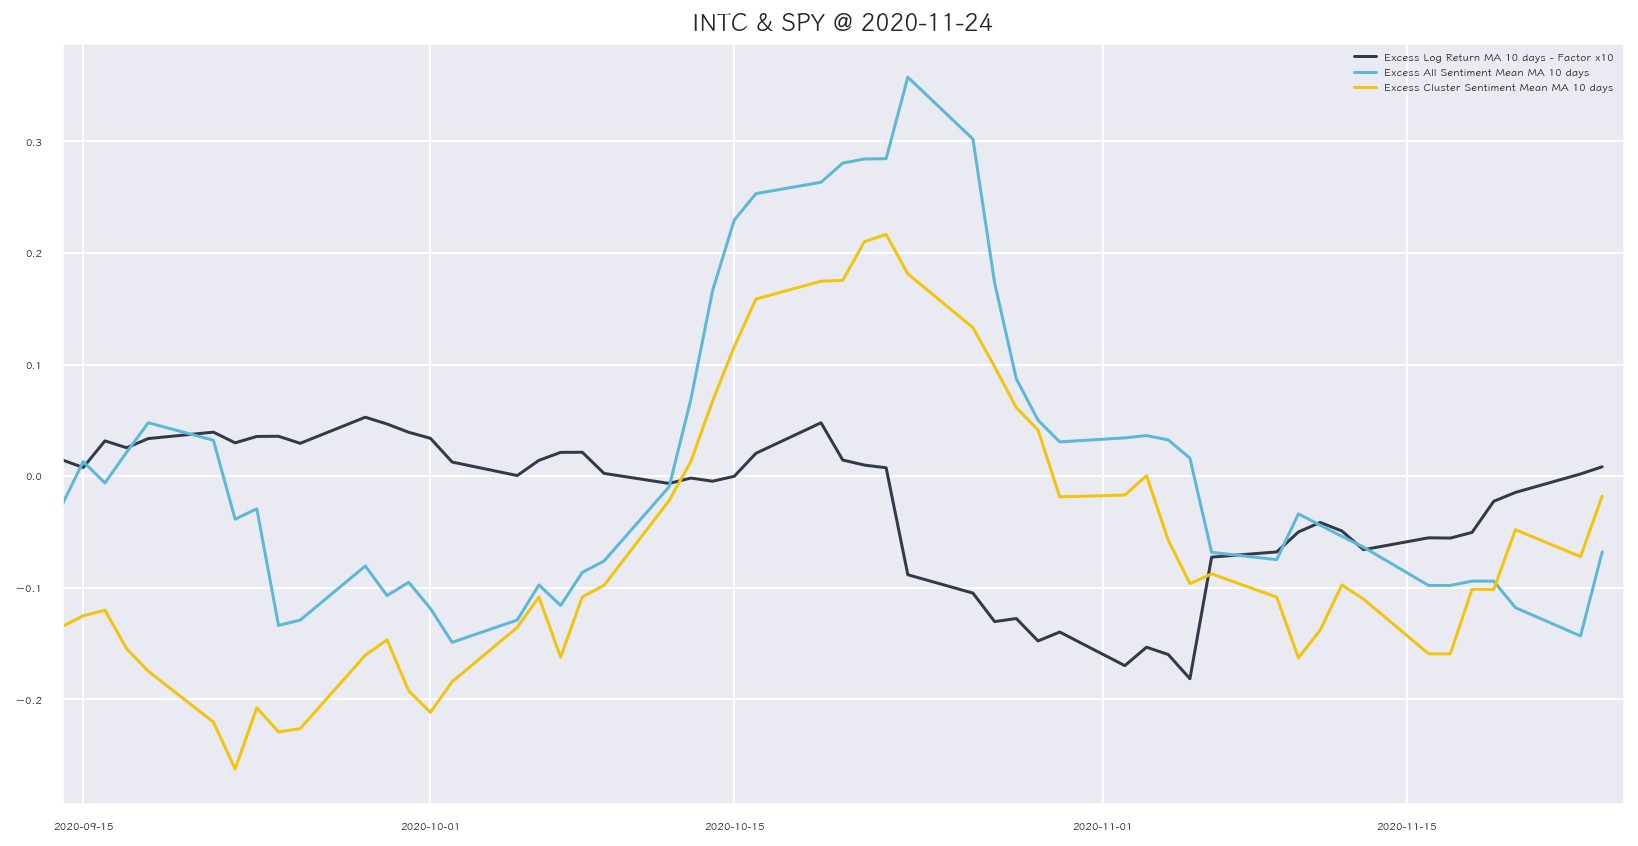 INTC & SPY @ 2020-11-24
Excess Log Return MA 10 days - Factor x10
Excess All Sentiment Mean MA 10 days
Excess Cluster Sentiment Mean MA 10 days
0.3
0.2
0.1
0.0
−0.1
−0.2
2020-09-15 2020-10-01 2020-10-15 2020-11-01 2020-11-15